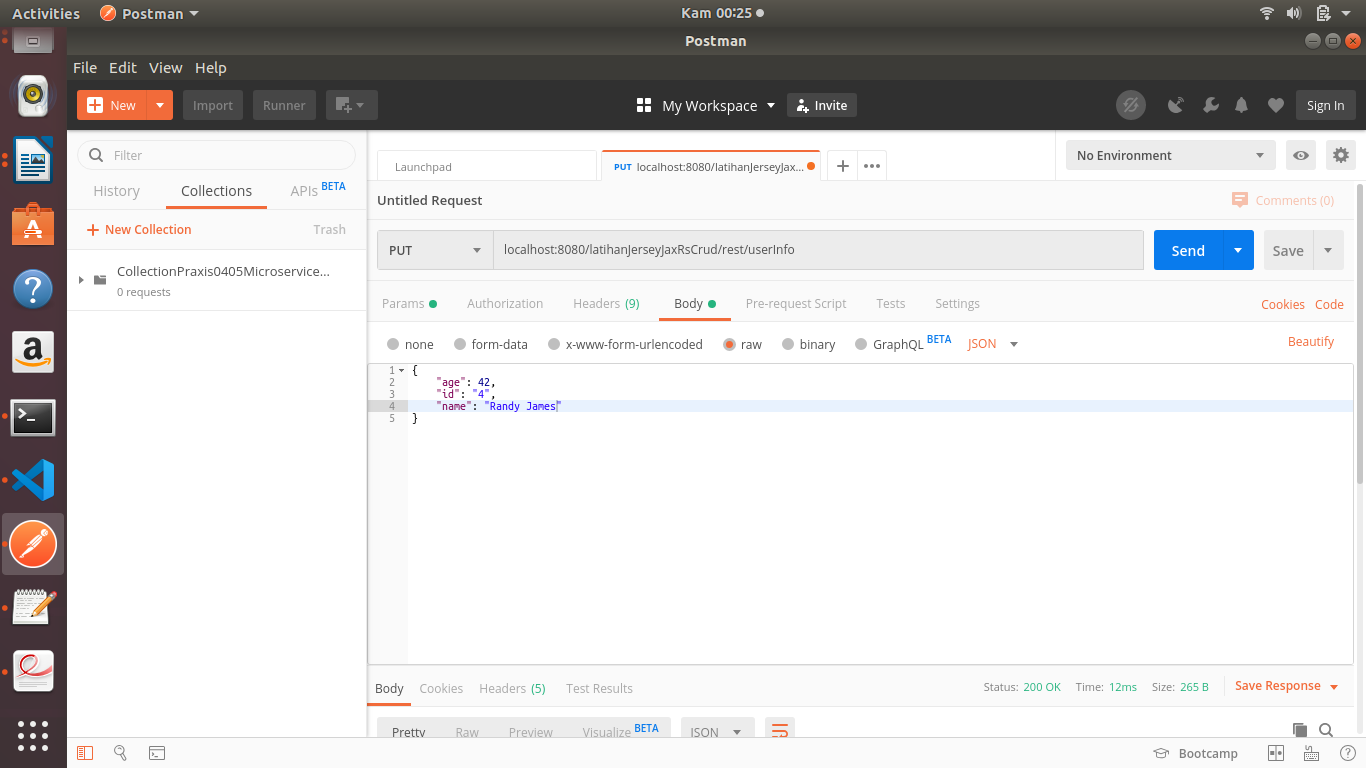 Activities Postman Kam 00:25
Postman
File Edit View Help
New Import Runner My Workspace Invite Sign In
Filter
History Collections APIs BETA
New Collection Trash
CollectionPraxis0405Microservice...
0 requests
Launchpad PUT localhost:8080/latihanJerseyJax... No Environment
Untitled Request Comments (0)
PUT localhost:8080/latihanJerseyJaxRsCrud/rest/userInfo Send Save
Params Authorization Headers (9) Body Pre-request Script Tests Settings Cookies Code
none form-data x-www-form-urlencoded raw binary GraphQL BETA JSON Beautify
1 {
2 "age": 42,
3 "id": "4",
4 "name": "Randy James"
5 }
Body Cookies Headers (5) Test Results Status: 200 OK Time: 12ms Size: 265 B Save Response
Pretty Raw Preview Visualize BETA JSON
Bootcamp